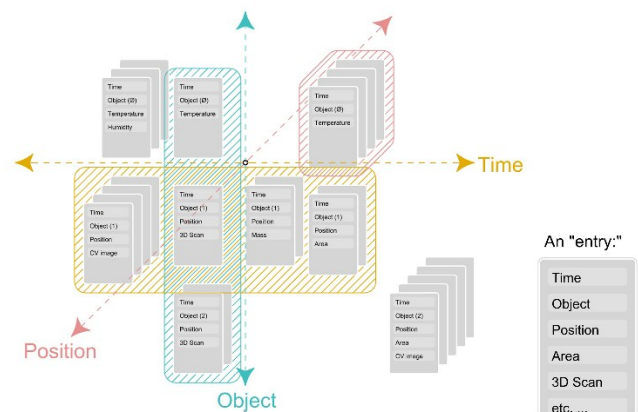 Time
Object (Ø)
Temperature
Humidity
Time
Object (Ø)
Temperature
Time
Object (Ø)
Temperature
Time
Time
Object (1)
Position
CV image
Time
Object (1)
Position
3D Scan
Time
Object (1)
Position
Mass
Time
Object (1)
Position
Area
Time
Object (2)
Position
3D Scan
Time
Object (2)
Position
Area
CV image
Position
Object
An "entry:"
Time
Object
Position
Area
3D Scan
etc. ...